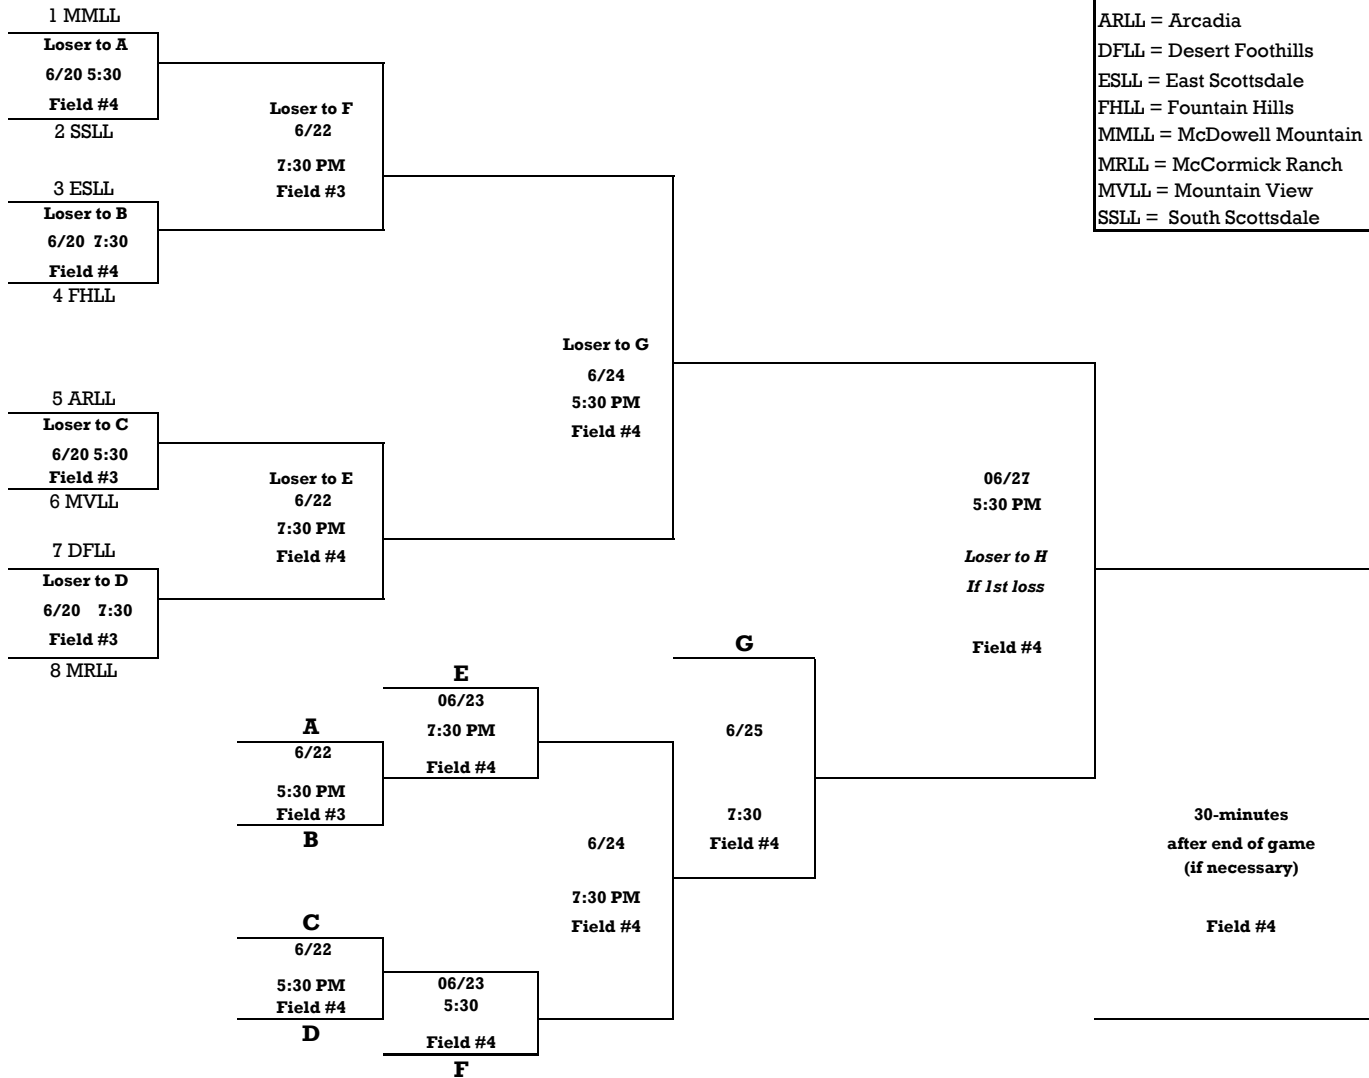 1 MMLL
Loser to A
6/20 5:30
Field #4
2 SSLL
3 ESLL
Loser to B
6/20 7:30
Field #4
4 FHLL
5 ARLL
Loser to C
6/20 5:30
Field #3
6 MVLL
7 DFLL
Loser to D
6/20 7:30
Field #3
8 MRLL
Loser to F
6/22
7:30 PM
Field #3
Loser to E
6/22
7:30 PM
Field #4
Loser to G
6/24
5:30 PM
Field #4
06/27
5:30 PM
Loser to H
If 1st loss
Field #4
ARLL = Arcadia
DFLL = Desert Foothills
ESLL = East Scottsdale
FHLL = Fountain Hills
MMLL = McDowell Mountain
MRLL = McCormick Ranch
MVLL = Mountain View
SSLL = South Scottsdale
A
6/22
5:30 PM
Field #3
B
C
6/22
5:30 PM
Field #4
D
E
06/23
7:30 PM
Field #4
06/23
5:30
Field #4
F
6/24
7:30 PM
Field #4
G
6/25
7:30
Field #4
30-minutes
after end of game
(if necessary)
Field #4